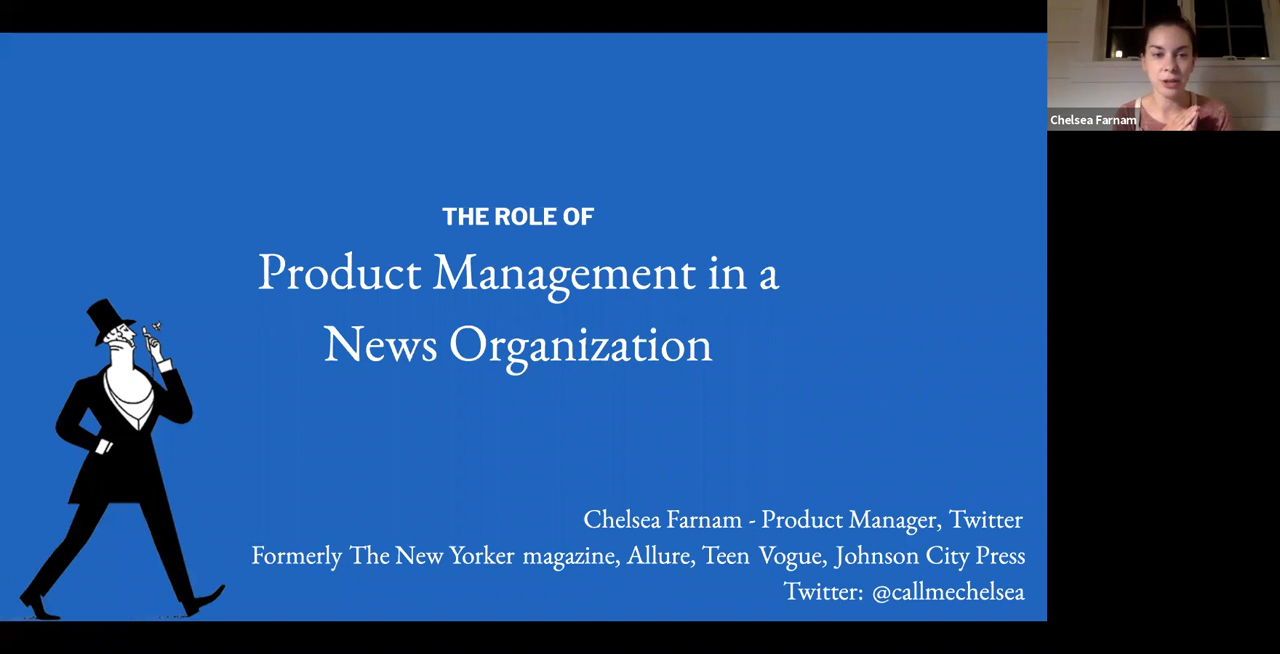 THE ROLE OF
Product Management in a
News Organization
Chelsea Farnam - Product Manager, Twitter
Formerly The New Yorker magazine, Allure, Teen Vogue, Johnson City Press
Twitter: @callmechelsea
Chelsea Farnam